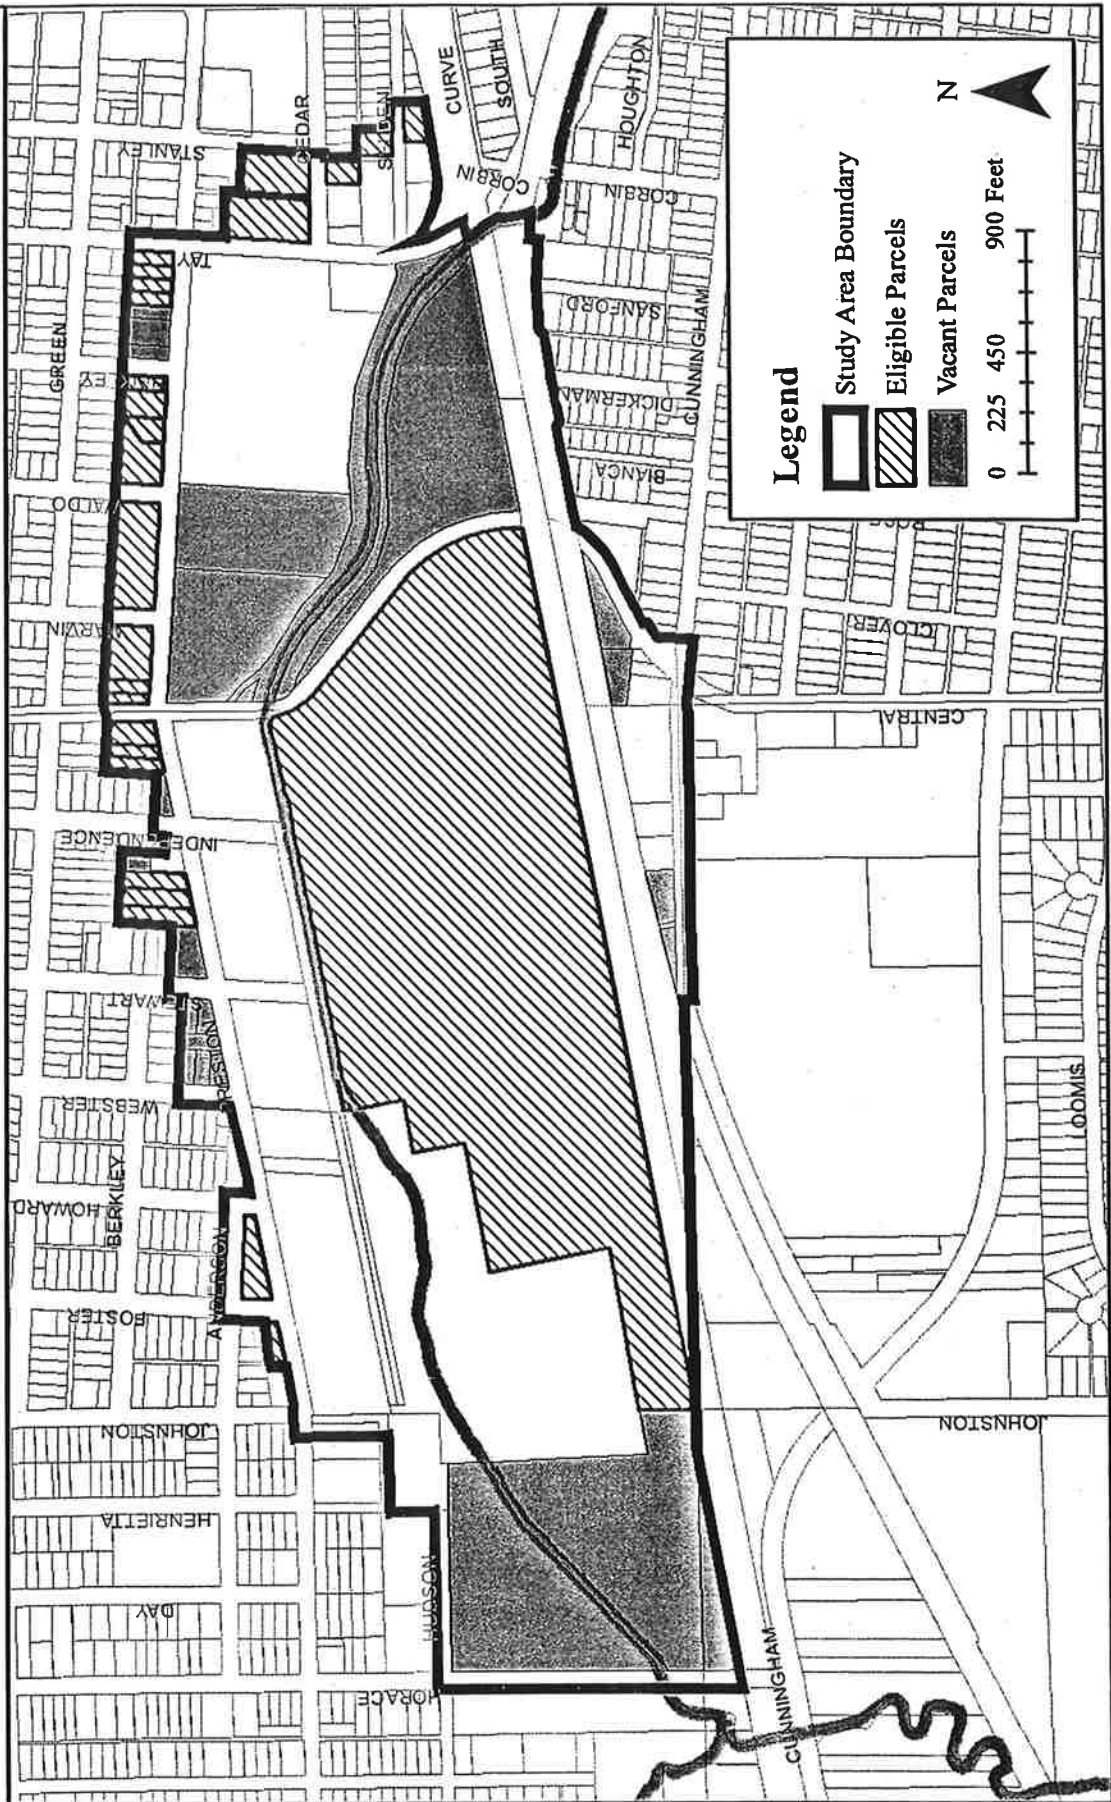 STANLEY
CEDAR
CURVE
SOUTH
HOUGHTON
CORBIN
CORBIN
TAY
GREEN
SANFORD
CUNNINGHAM
DICKERMAN
BIANCA
WALDO
MARVIN
CLOVER
CENTRAL
INDEPENDENCE
STEWART
PRESTON
WEBSTER
BERKLEY
HOWARD
ANDERSON
FOSTER
LOOMIS
JOHNSTON
JOHNSTON
HENRIETTA
HUDSON
DAY
HORACE
CUNNINGHAM
Legend
Study Area Boundary
Eligible Parcels
Vacant Parcels
0 225 450 900 Feet
N